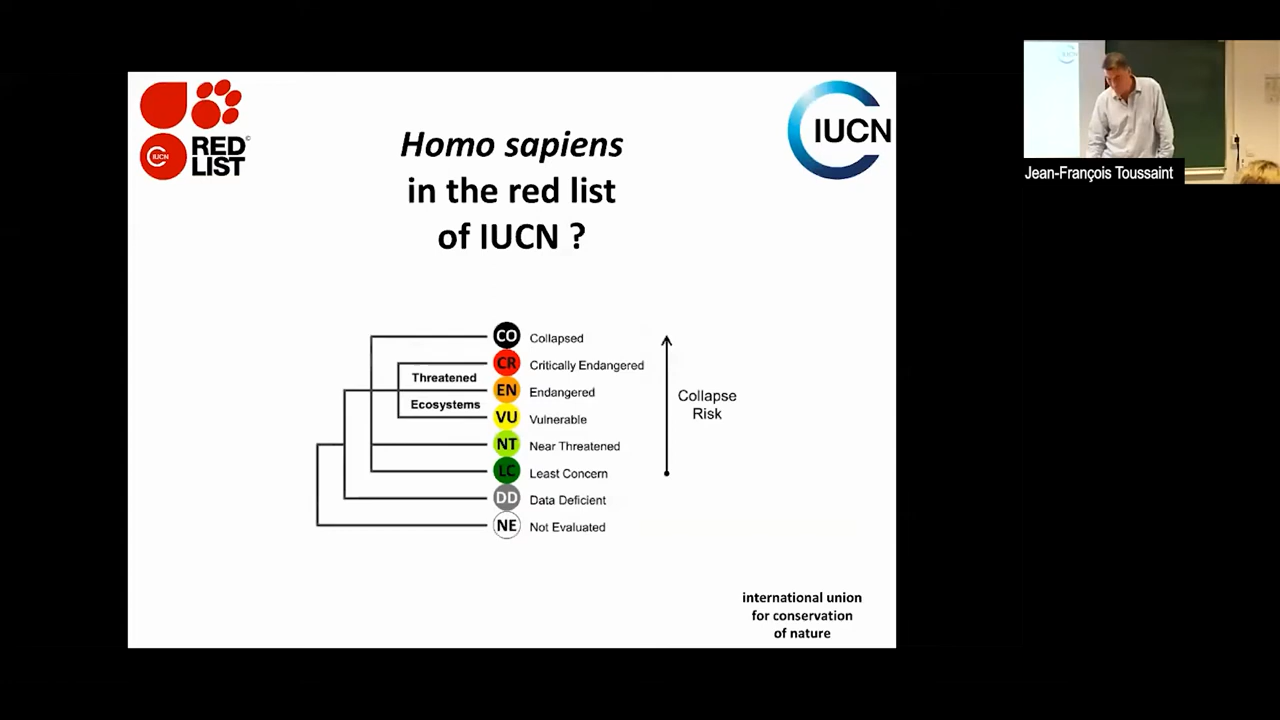 IUCN
RED
LIST
©
IUCN
Homo sapiens
in the red list
of IUCN ?
CO Collapsed
CR Critically Endangered
Threatened
EN Endangered
Ecosystems
VU Vulnerable
NT Near Threatened
LC Least Concern
DD Data Deficient
NE Not Evaluated
Collapse
Risk
international union
for conservation
of nature
IUCN
Jean-François Toussaint